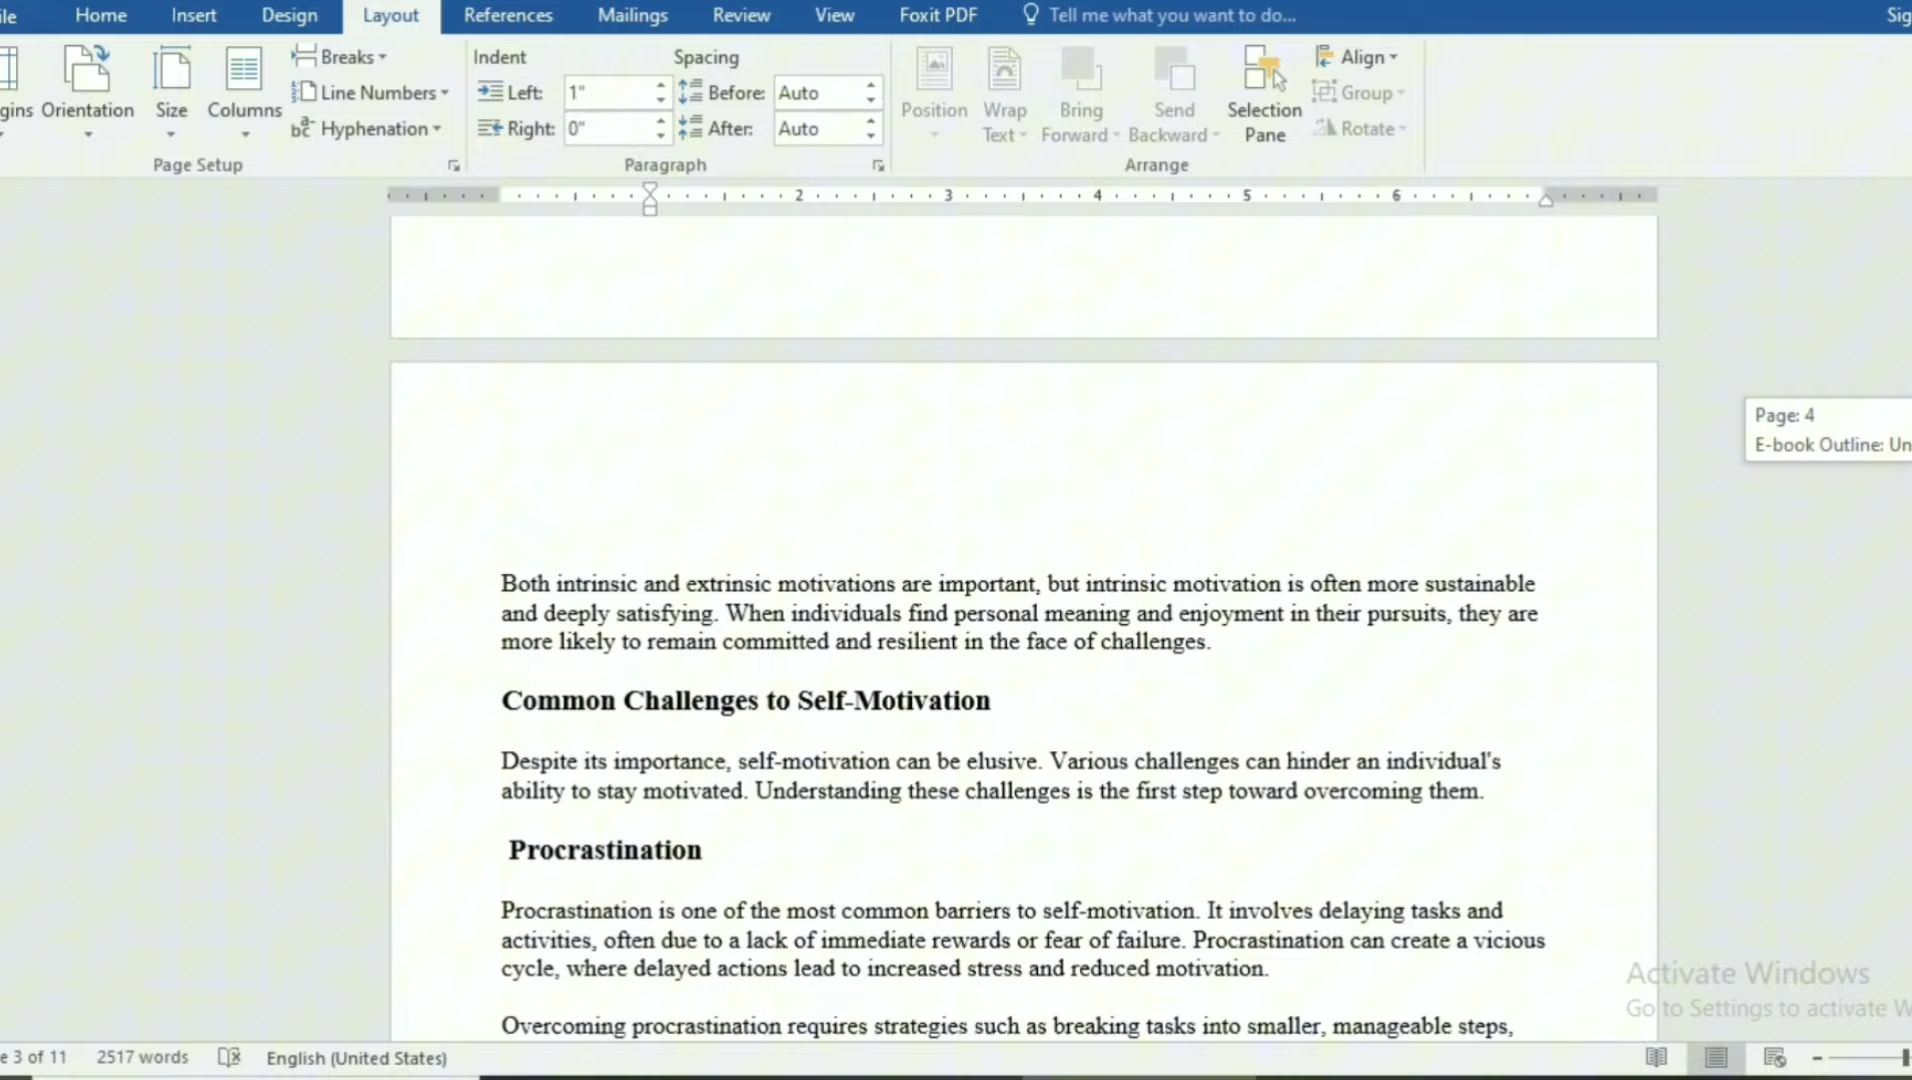 Home Insert Design Layout References Mailings Review View Foxit PDF Tell me what you want to do...
Breaks Indent Spacing Align
Orientation Size Columns Line Numbers Left: 1" Before: Auto Position Wrap Text Bring Forward Send Backward Selection Pane Group
Hyphenation Right: 0" After: Auto Rotate
Page Setup Paragraph Arrange
2 3 4 5 6
Page: 4
E-book Outline: Un
Both intrinsic and extrinsic motivations are important, but intrinsic motivation is often more sustainable
and deeply satisfying. When individuals find personal meaning and enjoyment in their pursuits, they are
more likely to remain committed and resilient in the face of challenges.
Common Challenges to Self-Motivation
Despite its importance, self-motivation can be elusive. Various challenges can hinder an individual's
ability to stay motivated. Understanding these challenges is the first step toward overcoming them.
Procrastination
Procrastination is one of the most common barriers to self-motivation. It involves delaying tasks and
activities, often due to a lack of immediate rewards or fear of failure. Procrastination can create a vicious
cycle, where delayed actions lead to increased stress and reduced motivation.
Overcoming procrastination requires strategies such as breaking tasks into smaller, manageable steps,
Activate Windows
Go to Settings to activate W
e 3 of 11 2517 words English (United States)